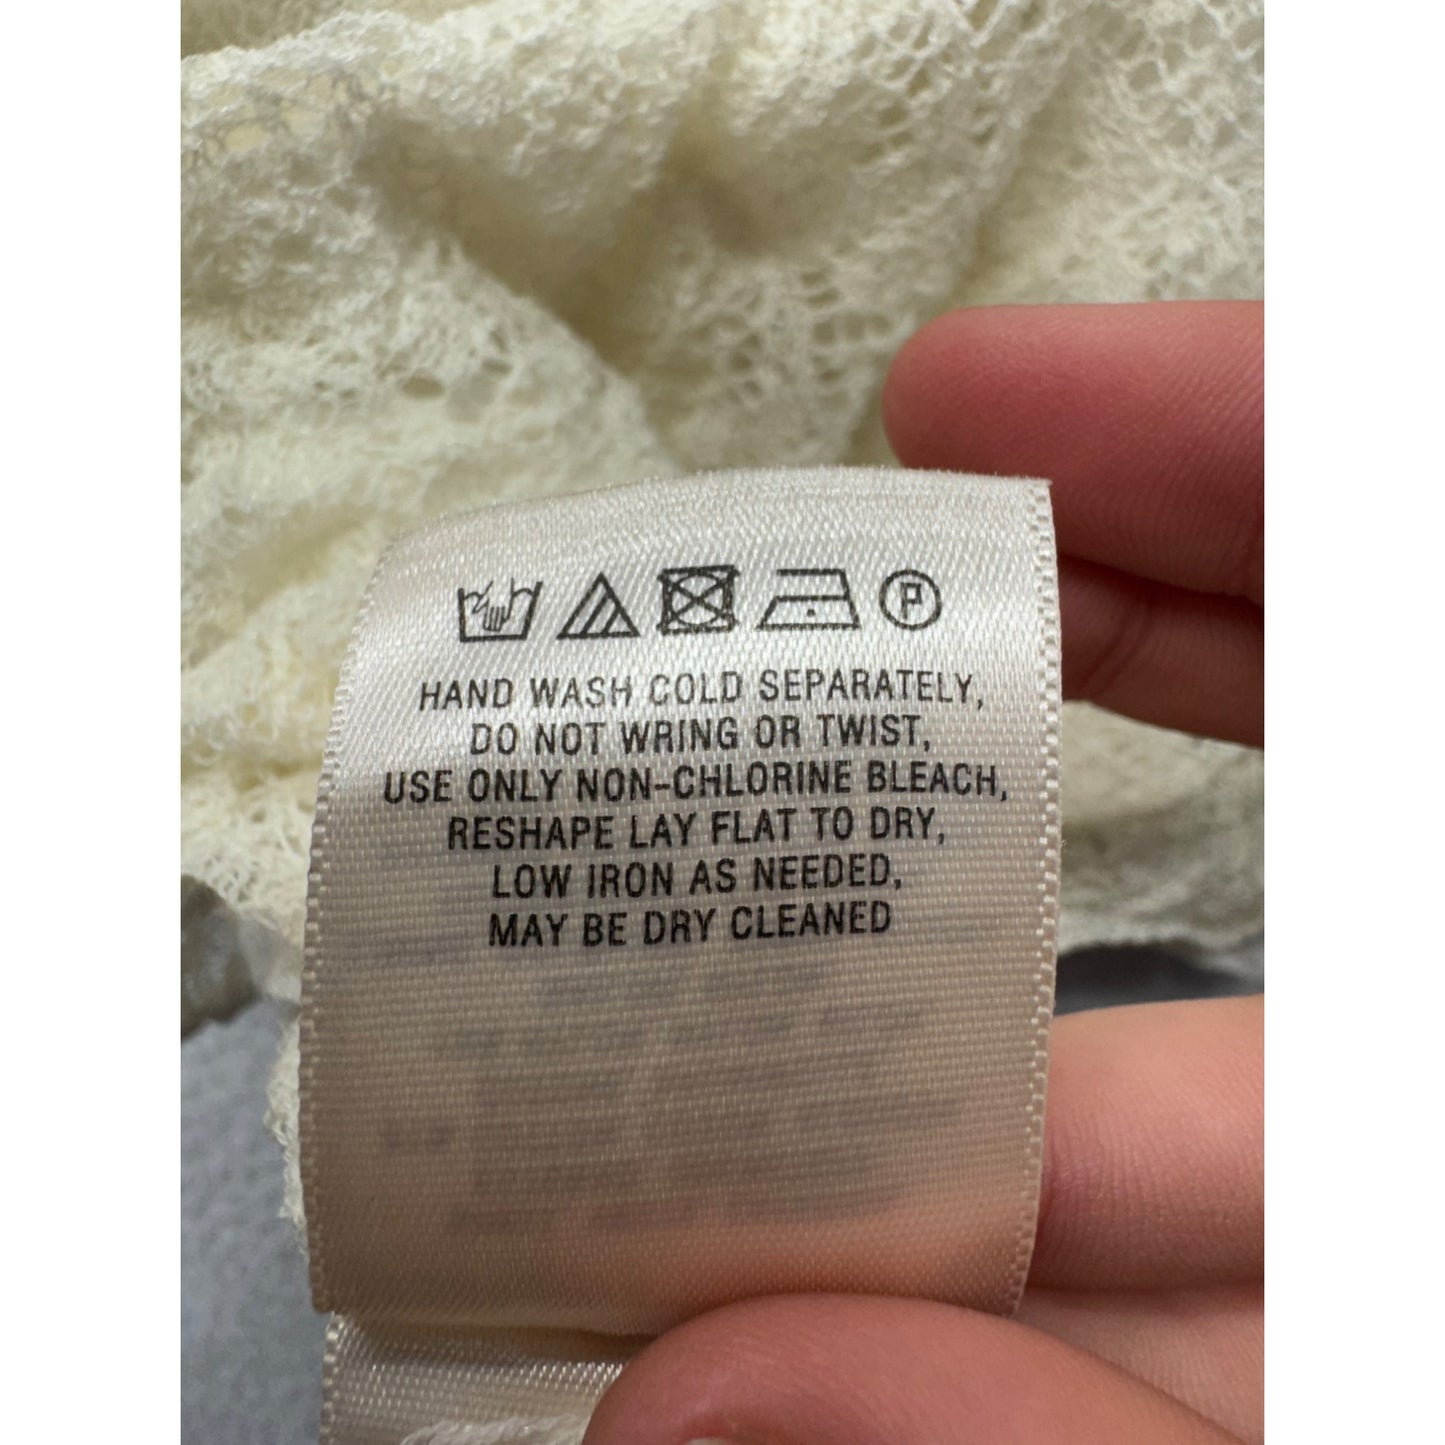 P
HAND WASH COLD SEPARATELY,
DO NOT WRING OR TWIST,
USE ONLY NON-CHLORINE BLEACH,
RESHAPE LAY FLAT TO DRY,
LOW IRON AS NEEDED,
MAY BE DRY CLEANED